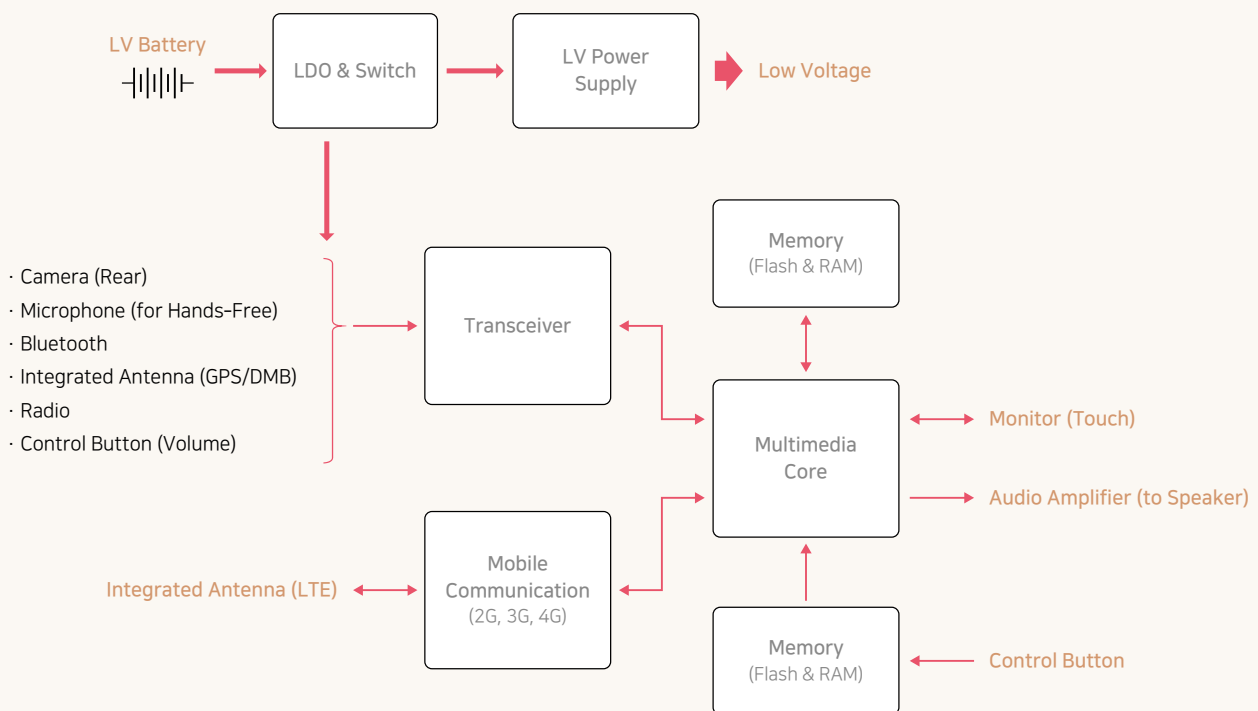 LV Battery
LDO & Switch
LV Power
Supply
Low Voltage
Memory
(Flash & RAM)
· Camera (Rear)
· Microphone (for Hands-Free)
· Bluetooth
· Integrated Antenna (GPS/DMB)
· Radio
· Control Button (Volume)
Transceiver
Multimedia
Core
Monitor (Touch)
Audio Amplifier (to Speaker)
Integrated Antenna (LTE)
Mobile
Communication
(2G, 3G, 4G)
Memory
(Flash & RAM)
Control Button